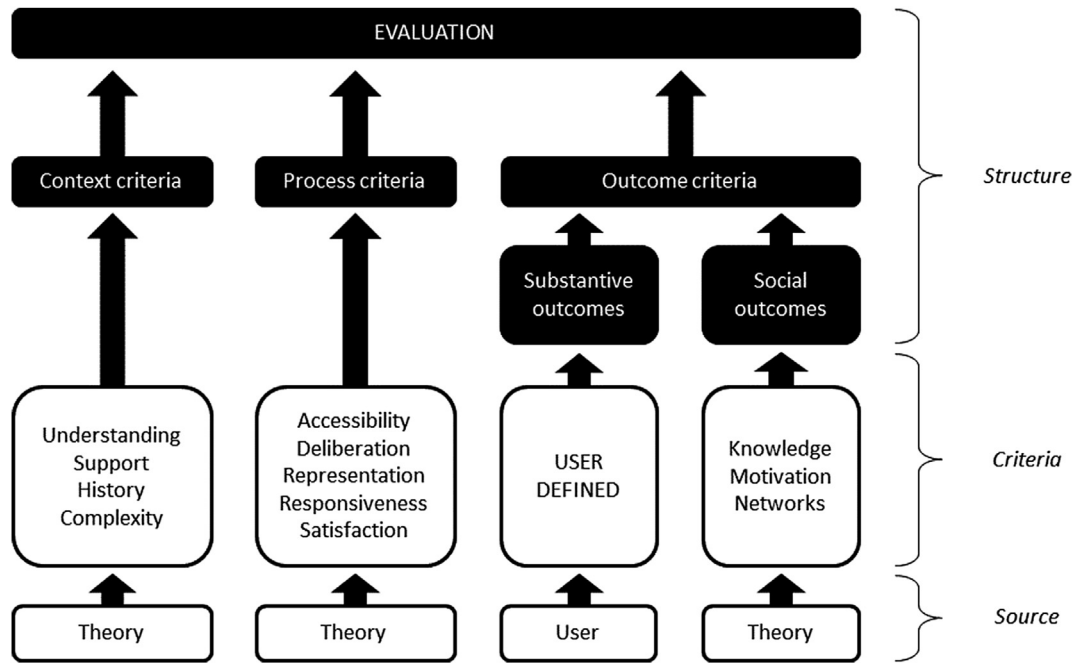 EVALUATION
Context criteria
Process criteria
Outcome criteria
Structure
Substantive
outcomes
Social
outcomes
Understanding
Support
History
Complexity
Accessibility
Deliberation
Representation
Responsiveness
Satisfaction
USER
DEFINED
Knowledge
Motivation
Networks
Criteria
Theory
Theory
User
Theory
Source